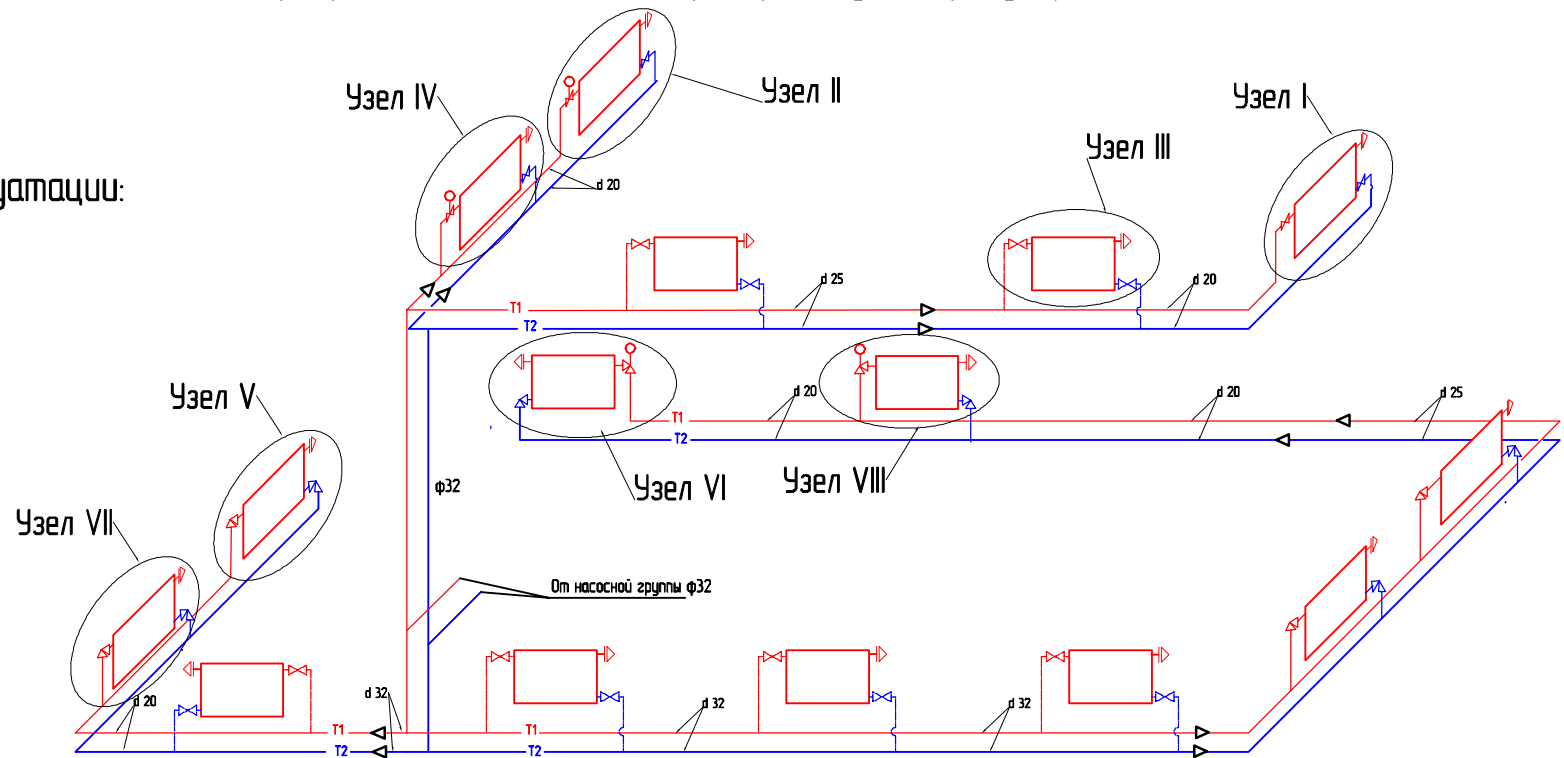 Узел IV
Узел II
Узел I
Узел III
уатации:
d 20
d 25
d 20
T1
T2
Узел V
d 20
d 20
d 25
T1
T2
Узел VI
Узел VIII
ф32
Узел VII
От насосной группы ф32
d 20
d 32
d 32
d 32
T1
T1
T2
T2